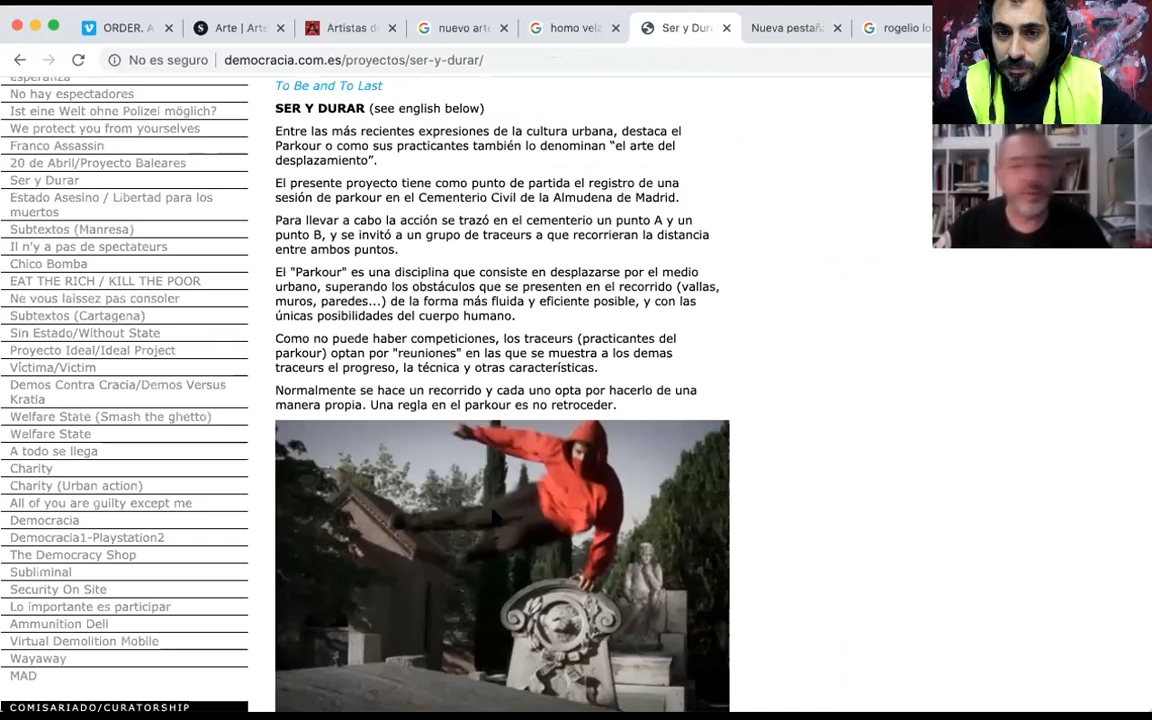 ORDER. A
Arte | Arts
Artistas d
nuevo arte
homo vela
Ser y Dura
Nueva pestaña
rogelio lo
No es seguro
democracia.com.es/proyectos/ser-y-durar/
esperanza
No hay espectadores
Ist eine Welt ohne Polizei möglich?
We protect you from yourselves
Franco Assassin
20 de Abril/Proyecto Baleares
Ser y Durar
Estado Asesino / Libertad para los
muertos
Subtextos (Manresa)
Il n'y a pas de spectateurs
Chico Bomba
EAT THE RICH / KILL THE POOR
Ne vous laissez pas consoler
Subtextos (Cartagena)
Sin Estado/Without State
Proyecto Ideal/Ideal Project
Víctima/Victim
Demos Contra Cracia/Demos Versus
Kratia
Welfare State (Smash the ghetto)
Welfare State
A todo se llega
Charity
Charity (Urban action)
All of you are guilty except me
Democracia
Democracia1-Playstation2
The Democracy Shop
Subliminal
Security On Site
Lo importante es participar
Ammunition Deli
Virtual Demolition Mobile
Wayaway
MAD
COMISARIADO/CURATORSHIP
To Be and To Last
SER Y DURAR (see english below)
Entre las más recientes expresiones de la cultura urbana, destaca el
Parkour o como sus practicantes también lo denominan “el arte del
desplazamiento”.
El presente proyecto tiene como punto de partida el registro de una
sesión de parkour en el Cementerio Civil de la Almudena de Madrid.
Para llevar a cabo la acción se trazó en el cementerio un punto A y un
punto B, y se invitó a un grupo de traceurs a que recorrieran la distancia
entre ambos puntos.
El "Parkour" es una disciplina que consiste en desplazarse por el medio
urbano, superando los obstáculos que se presenten en el recorrido (vallas,
muros, paredes...) de la forma más fluida y eficiente posible, y con las
únicas posibilidades del cuerpo humano.
Como no puede haber competiciones, los traceurs (practicantes del
parkour) optan por "reuniones" en las que se muestra a los demas
traceurs el progreso, la técnica y otras características.
Normalmente se hace un recorrido y cada uno opta por hacerlo de una
manera propia. Una regla en el parkour es no retroceder.